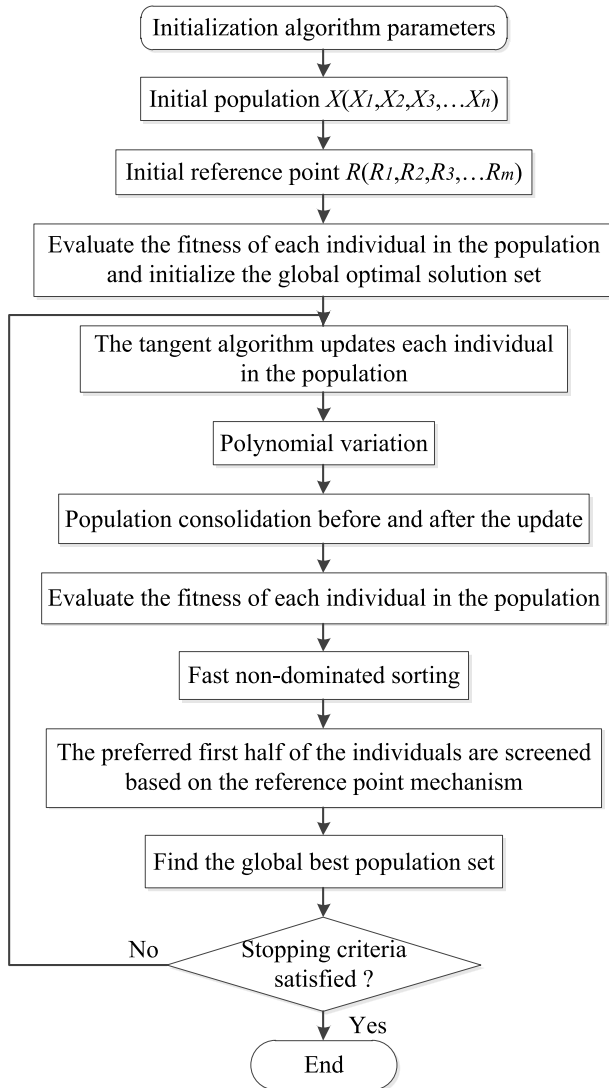 Initialization algorithm parameters
Initial population X(X1,X2,X3,…Xn)
Initial reference point R(R1,R2,R3,…Rm)
Evaluate the fitness of each individual in the population
and initialize the global optimal solution set
The tangent algorithm updates each individual
in the population
Polynomial variation
Population consolidation before and after the update
Evaluate the fitness of each individual in the population
Fast non-dominated sorting
The preferred first half of the individuals are screened
based on the reference point mechanism
Find the global best population set
No
Stopping criteria
satisfied ?
Yes
End